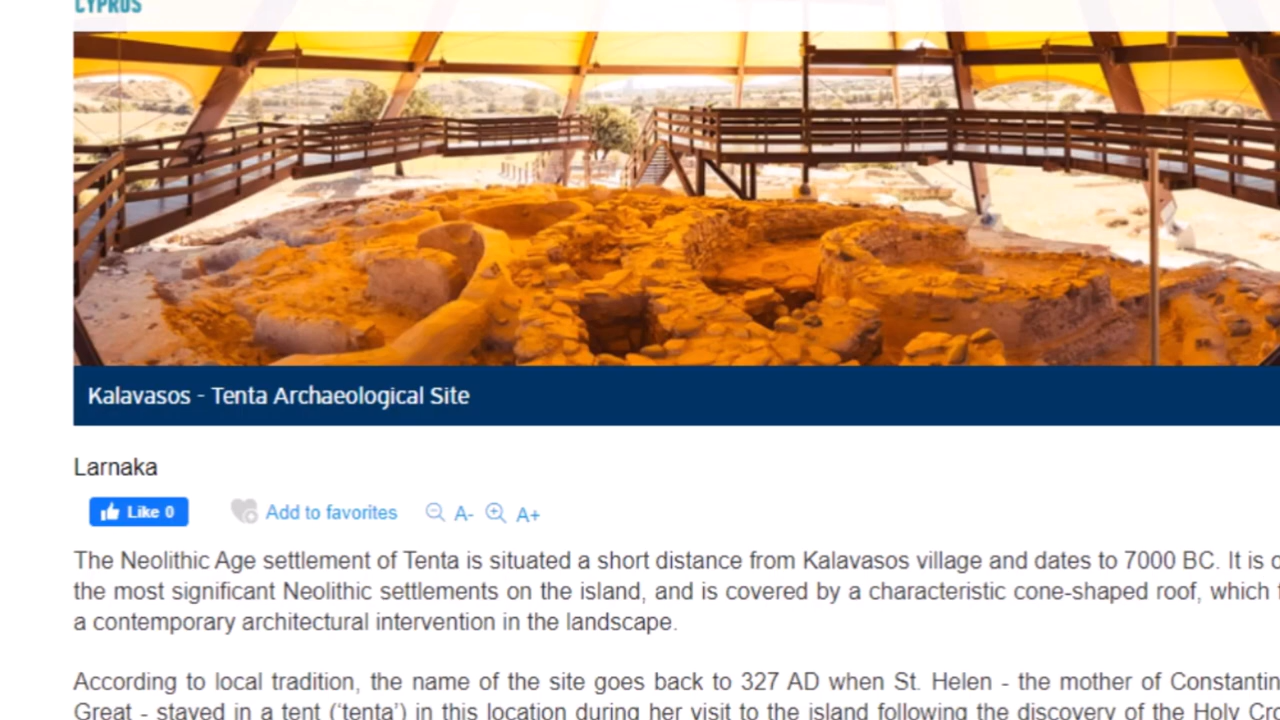 CYPRUS
Kalavasos - Tenta Archaeological Site
Larnaka
Like 0 Add to favorites A- A+
The Neolithic Age settlement of Tenta is situated a short distance from Kalavasos village and dates to 7000 BC. It is
the most significant Neolithic settlements on the island, and is covered by a characteristic cone-shaped roof, which
a contemporary architectural intervention in the landscape.
According to local tradition, the name of the site goes back to 327 AD when St. Helen - the mother of Constantin
Great - stayed in a tent (‘tenta’) in this location during her visit to the island following the discovery of the Holy